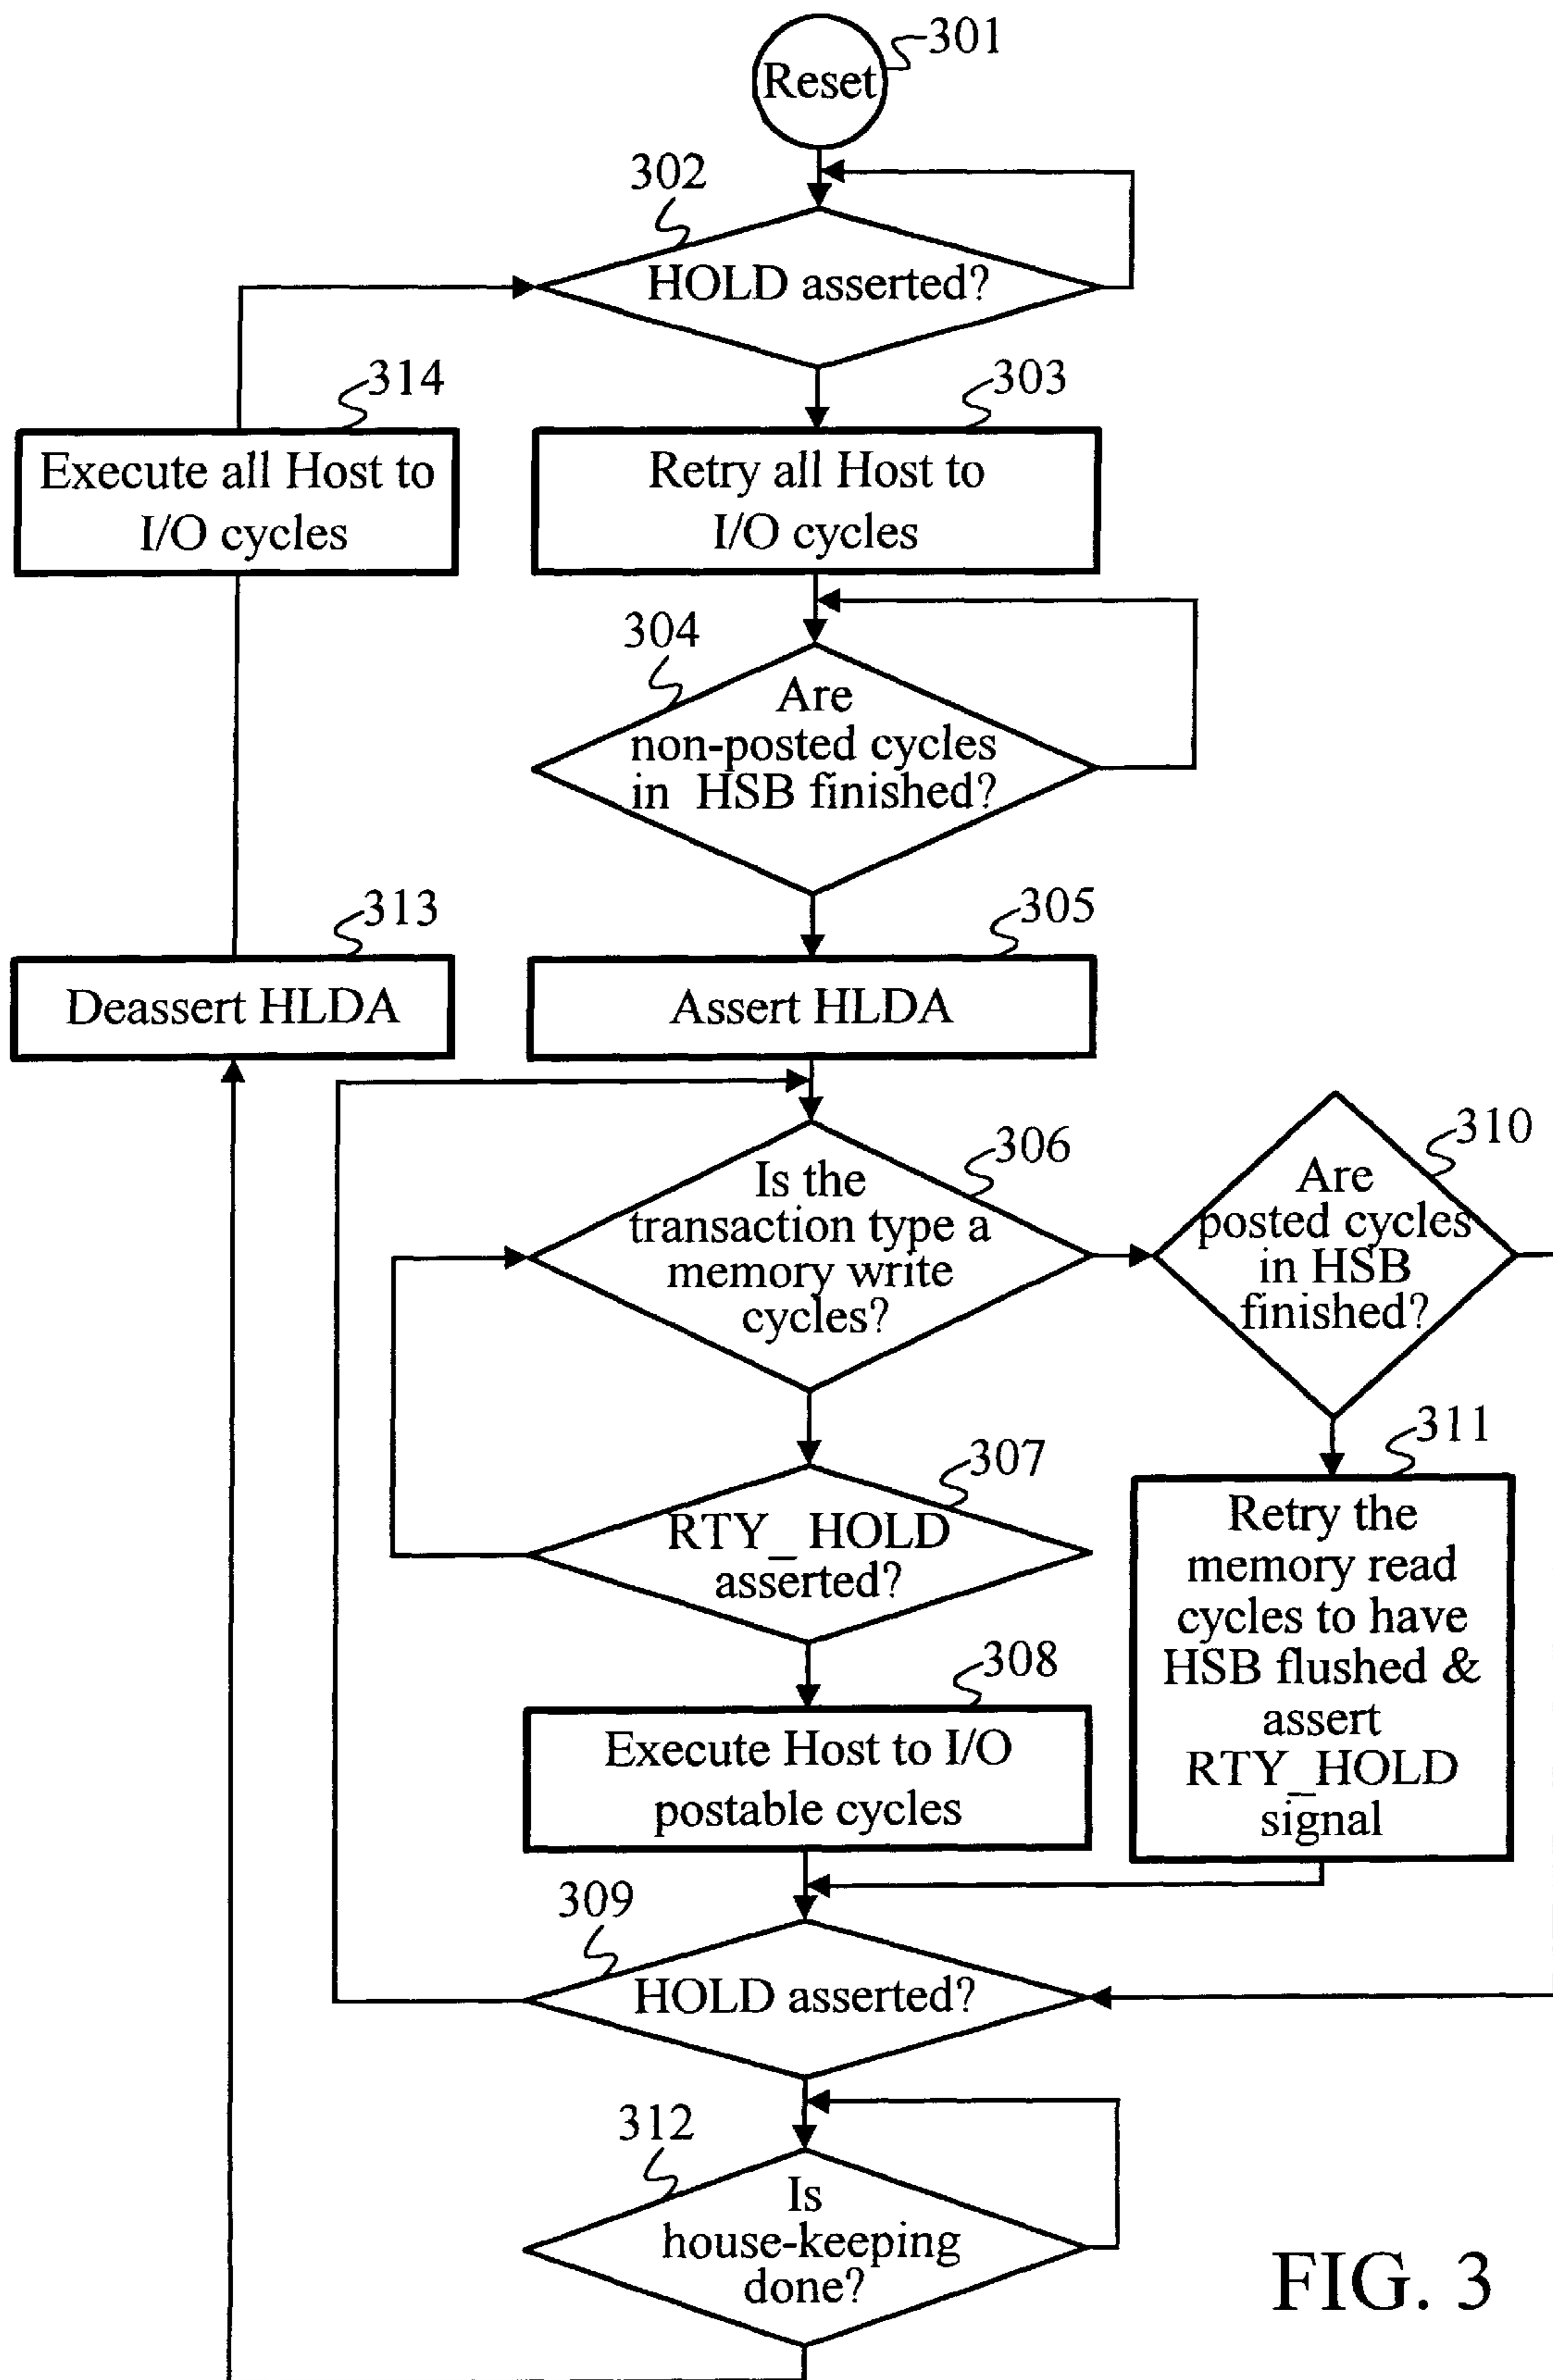 Reset
301
302
HOLD asserted?
314
Execute all Host to
I/O cycles
303
Retry all Host to
I/O cycles
304
Are
non-posted cycles
in HSB finished?
313
Deassert HLDA
305
Assert HLDA
306
Is the
transaction type a
memory write
cycles?
310
Are
posted cycles
in HSB
finished?
307
RTY_HOLD
asserted?
311
Retry the
memory read
cycles to have
HSB flushed &
assert
RTY_HOLD
signal
308
Execute Host to I/O
postable cycles
309
HOLD asserted?
312
Is
house-keeping
done?
FIG. 3